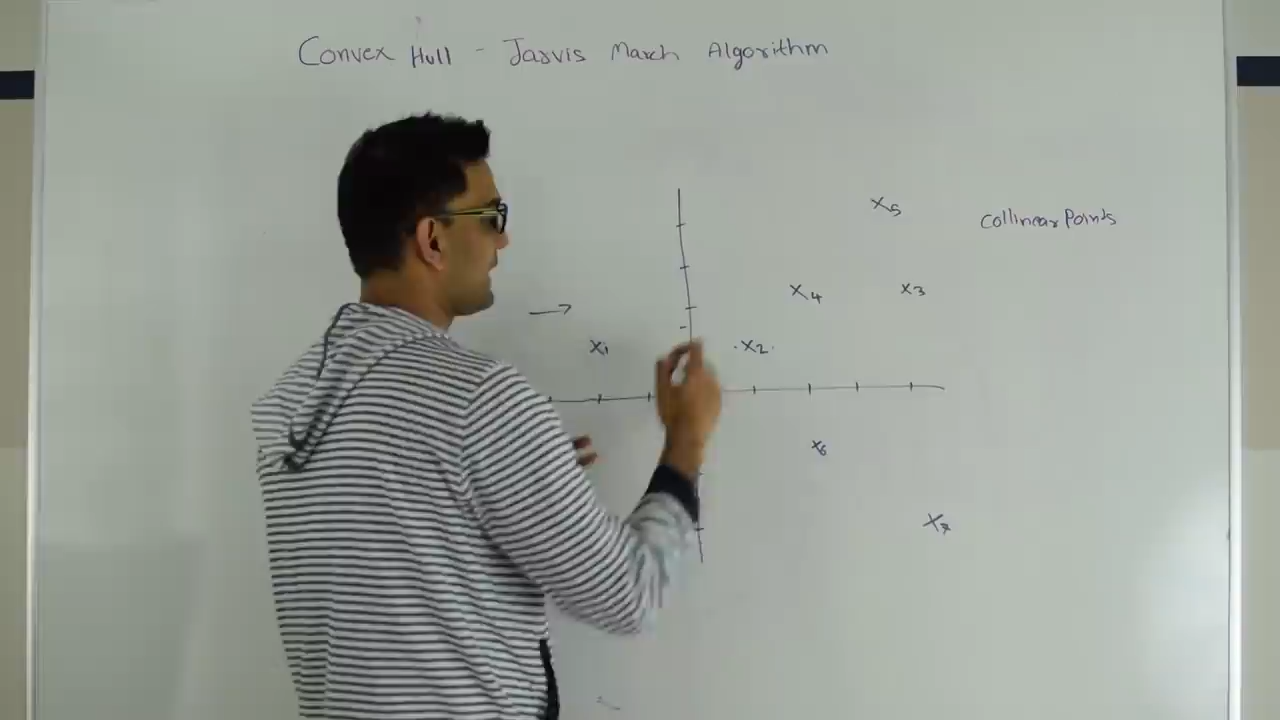 Convex Hull - Jarvis March Algorithm
X5
Collinear Points
X4 X3
X1 X2
X6
X7